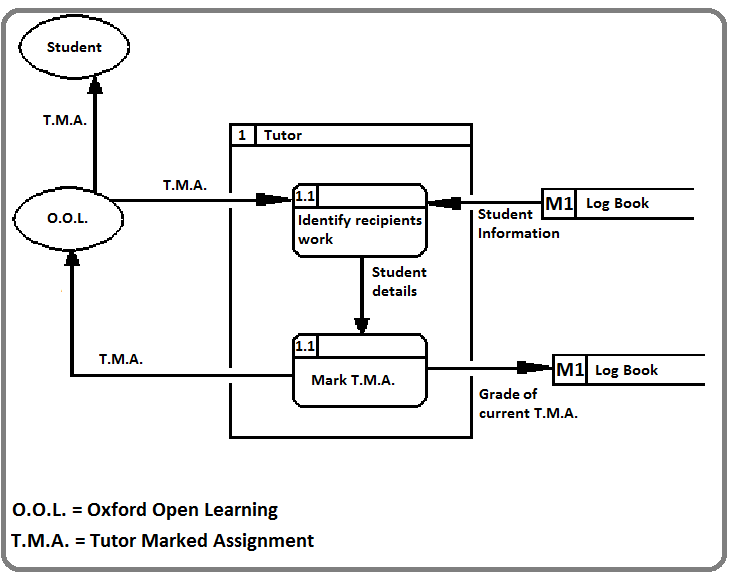 Student
T.M.A.
1 Tutor
T.M.A.
1.1
Identify recipients
work
M1 Log Book
Student
Information
O.O.L.
Student
details
1.1
Mark T.M.A.
T.M.A.
M1 Log Book
Grade of
current T.M.A.
O.O.L. = Oxford Open Learning
T.M.A. = Tutor Marked Assignment